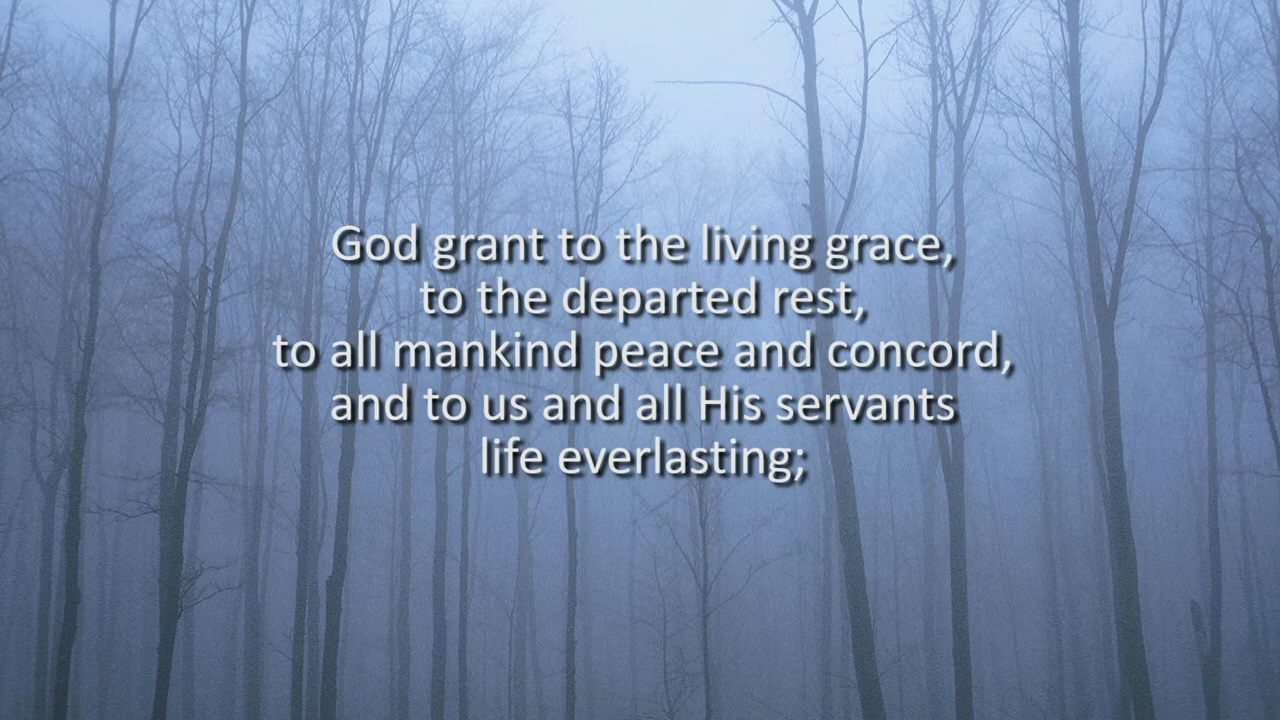 God grant to the living grace,
to the departed rest,
to all mankind peace and concord,
and to us and all His servants
life everlasting;